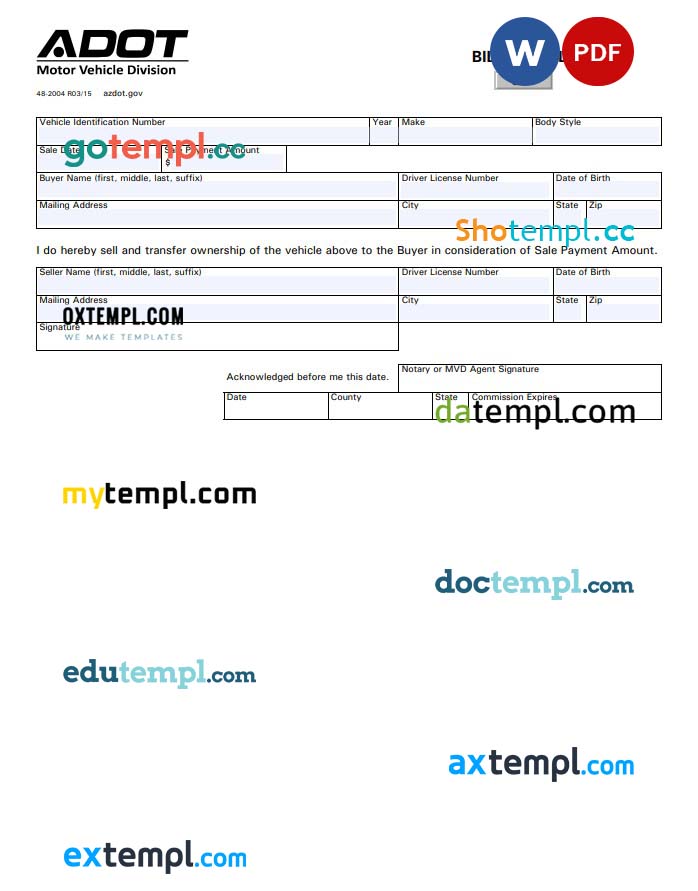 ADOT
Motor Vehicle Division
48-2004 R03/15 azdot.gov
W PDF
Vehicle Identification Number Year Make Body Style
gotempl.cc
Sale Date Sale Payment Amount
$
Buyer Name (first, middle, last, suffix) Driver License Number Date of Birth
Mailing Address City State Zip
Shotempl.cc
I do hereby sell and transfer ownership of the vehicle above to the Buyer in consideration of Sale Payment Amount.
Seller Name (first, middle, last, suffix) Driver License Number Date of Birth
Mailing Address City State Zip
OXTEMPL.COM
Signature
WE MAKE TEMPLATES
Notary or MVD Agent Signature
Acknowledged before me this date.
Date County State Commission Expires
datempl.com
mytempl.com
doctempl.com
edutempl.com
axtempl.com
extempl.com